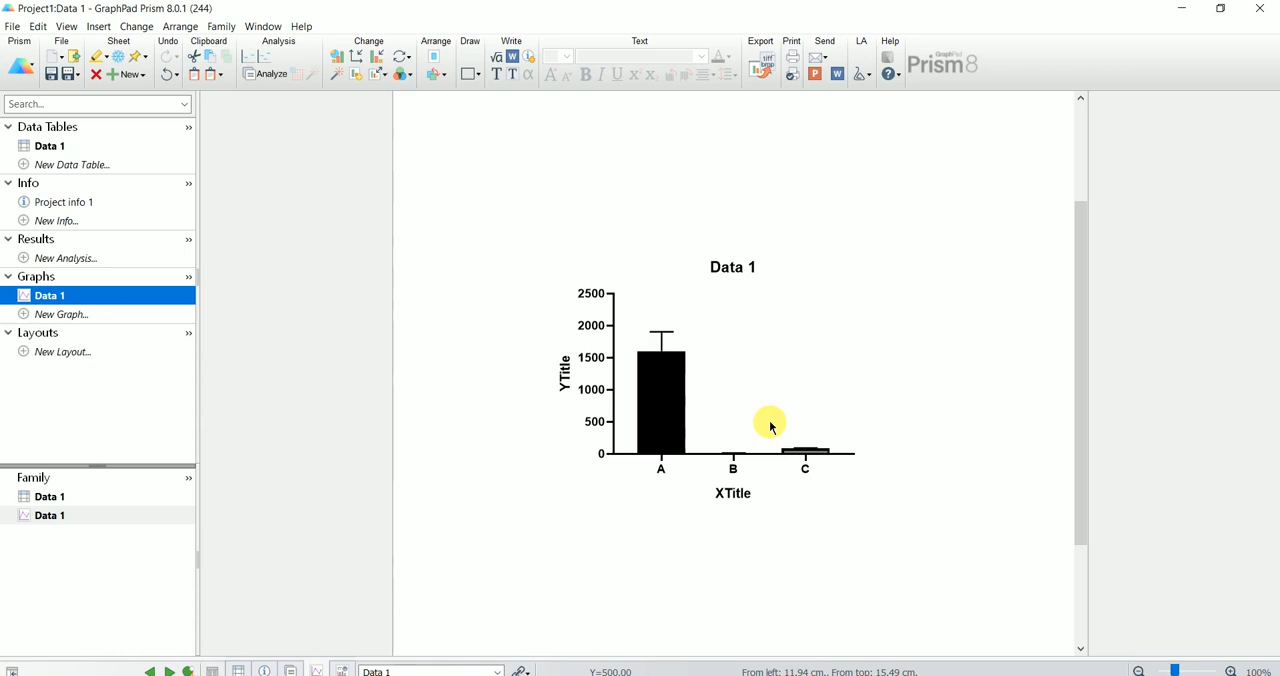 Project1:Data 1 - GraphPad Prism 8.0.1 (244)
File Edit View Insert Change Arrange Family Window Help
Prism File Sheet Undo Clipboard Analysis Change Arrange Draw Write Text Export Print Send LA Help
GraphPad
Prism8
Analyze
New
Search...
Data Tables
Data 1
New Data Table...
Info
Project info 1
New Info...
Results
New Analysis...
Graphs
Data 1
New Graph...
Layouts
New Layout...
Family
Data 1
Data 1
Data 1
2500
2000
1500
1000
500
0
YTitle
A B C
XTitle
Data 1
Y=500.00
From left: 11.94 cm., From top: 15.49 cm.
100%